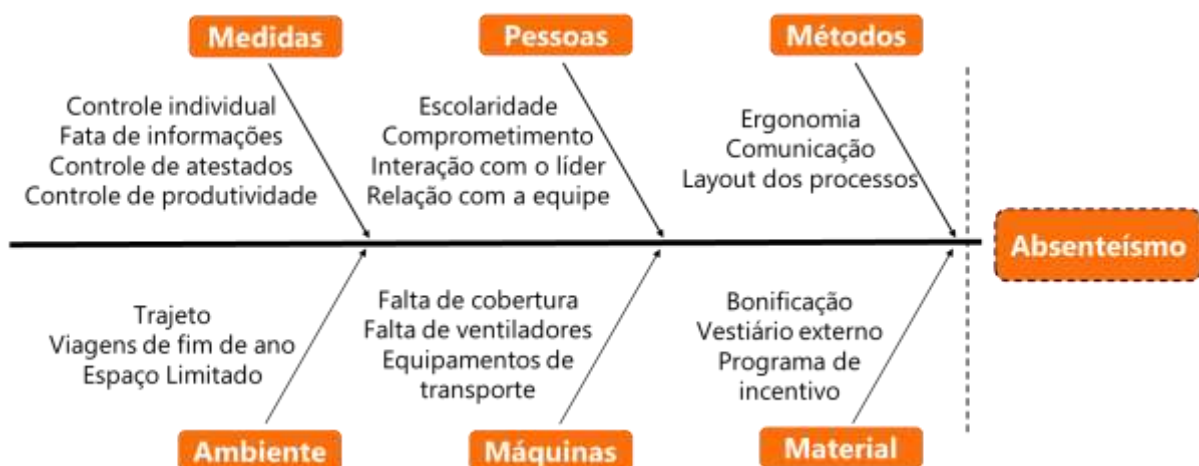 Medidas
Pessoas
Métodos
Controle individual
Fata de informações
Controle de atestados
Controle de produtividade
Escolaridade
Comprometimento
Interação com o líder
Relação com a equipe
Ergonomia
Comunicação
Layout dos processos
Absenteísmo
Trajeto
Viagens de fim de ano
Espaço Limitado
Falta de cobertura
Falta de ventiladores
Equipamentos de
transporte
Bonificação
Vestiário externo
Programa de
incentivo
Ambiente
Máquinas
Material